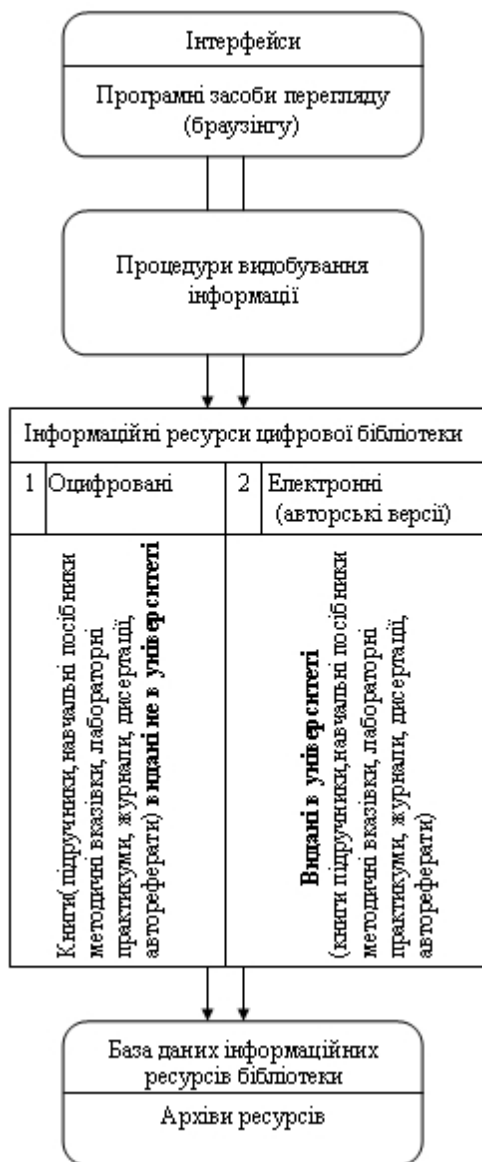 Інтерфейси
Програмні засоби перегляду
(браузінгу)
Процедури видобування
інформації
Інформаційні ресурси цифрової бібліотеки
1 Оцифровані
2 Електронні
(авторські версії)
Книги( підручники,навчальні посібники
методичні вказівки, лабораторні
практикуми, журнали, дисертації,
автореферати) видані не в університеті
Видані в університеті
(книги підручники,навчальні посібники
методичні вказівки, лабораторні
практикуми, журнали, дисертації,
автореферати)
База даних інформаційних
ресурсів бібліотеки
Архіви ресурсів